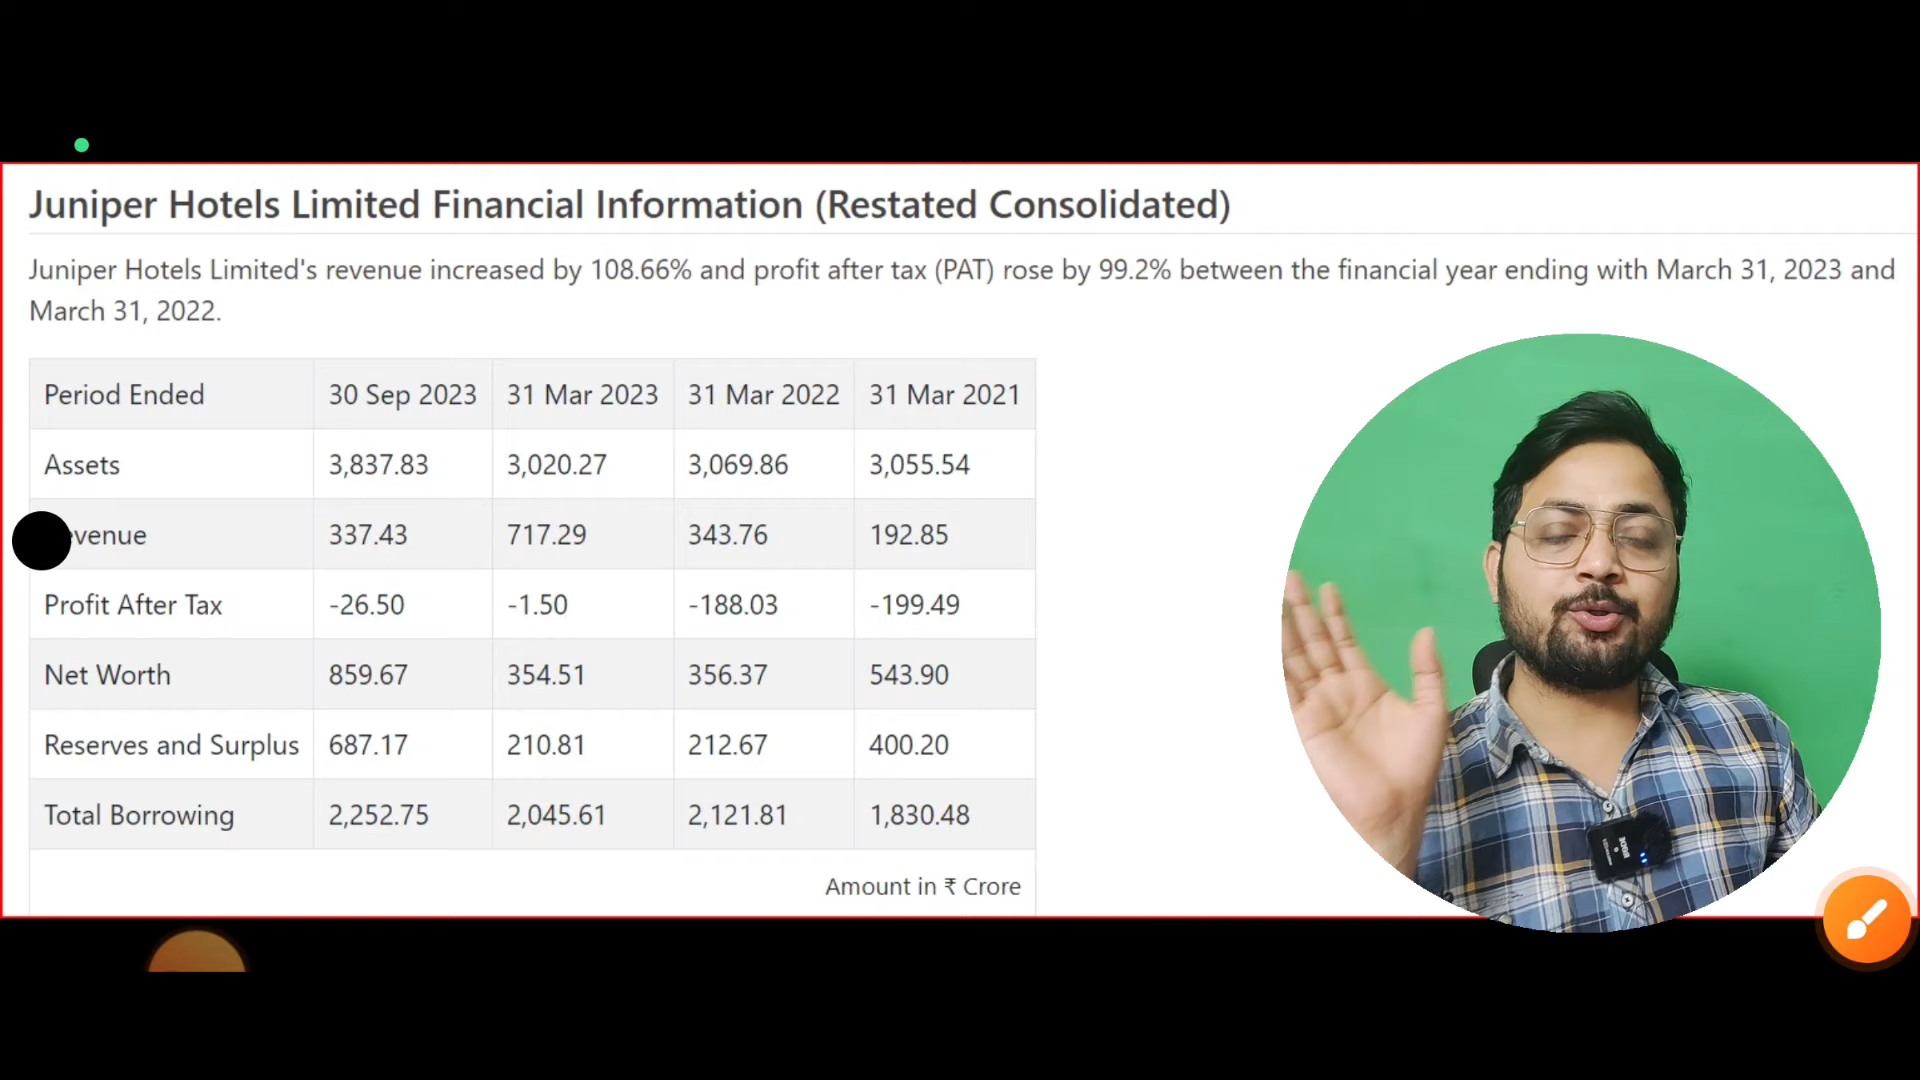 Juniper Hotels Limited Financial Information (Restated Consolidated)
Juniper Hotels Limited's revenue increased by 108.66% and profit after tax (PAT) rose by 99.2% between the financial year ending with March 31, 2023 and
March 31, 2022.
Period Ended 30 Sep 2023 31 Mar 2023 31 Mar 2022 31 Mar 2021
Assets 3,837.83 3,020.27 3,069.86 3,055.54
venue 337.43 717.29 343.76 192.85
Profit After Tax -26.50 -1.50 -188.03 -199.49
Net Worth 859.67 354.51 356.37 543.90
Reserves and Surplus 687.17 210.81 212.67 400.20
Total Borrowing 2,252.75 2,045.61 2,121.81 1,830.48
Amount in ₹ Crore